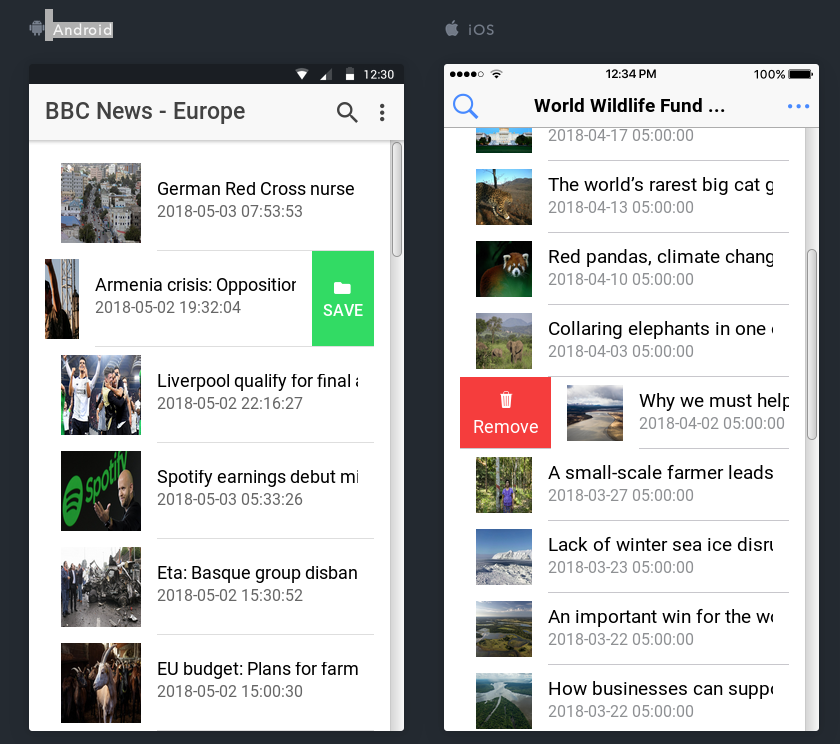 Android
12:30
BBC News - Europe
German Red Cross nurse
2018-05-03 07:53:53
Armenia crisis: Opposition
2018-05-02 19:32:04
SAVE
Liverpool qualify for final
2018-05-02 22:16:27
Spotify earnings debut mi
2018-05-03 05:33:26
Spotify
Eta: Basque group disban
2018-05-02 15:30:52
EU budget: Plans for farm
2018-05-02 15:00:30
iOS
12:34 PM
100%
World Wildlife Fund ...
2018-04-17 05:00:00
The world’s rarest big cat g
2018-04-13 05:00:00
Red pandas, climate chang
2018-04-10 05:00:00
Collaring elephants in one
2018-04-03 05:00:00
Remove
Why we must help
2018-04-02 05:00:00
A small-scale farmer leads
2018-03-27 05:00:00
Lack of winter sea ice disru
2018-03-23 05:00:00
An important win for the wo
2018-03-22 05:00:00
How businesses can suppo
2018-03-22 05:00:00